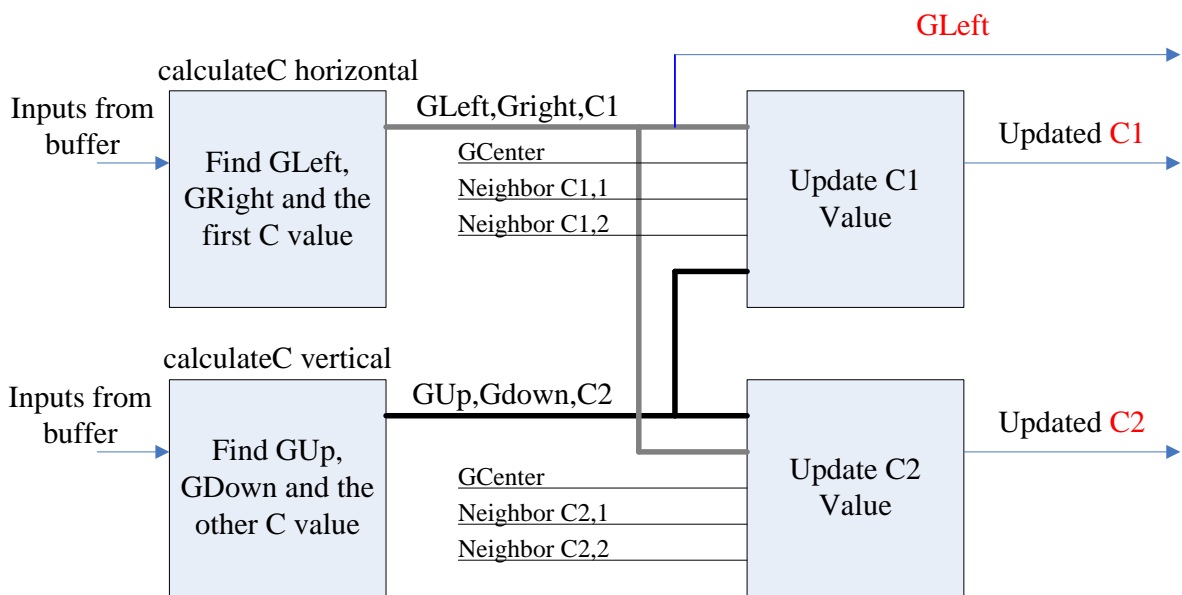 GLeft
calculateC horizontal
Inputs from
buffer
GLeft,Gright,C1
Updated C1
GCenter
Find GLeft,
GRight and the
first C value
Neighbor C1,1
Neighbor C1,2
Update C1
Value
calculateC vertical
Inputs from
buffer
GUp,Gdown,C2
Updated C2
Find GUp,
GDown and the
other C value
GCenter
Neighbor C2,1
Neighbor C2,2
Update C2
Value